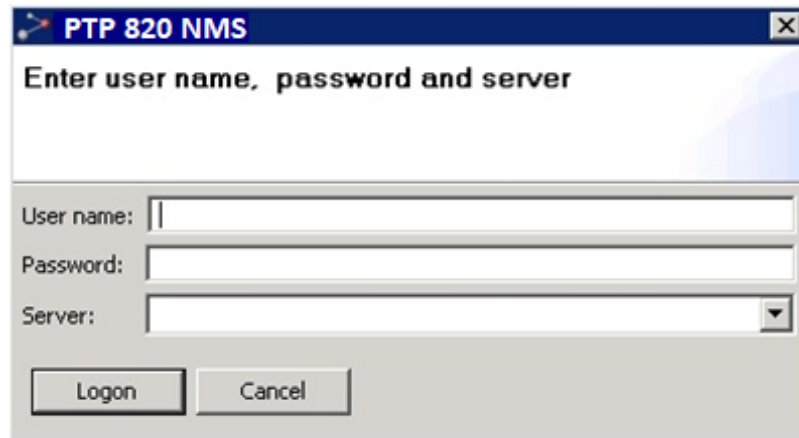 PTP 820 NMS
Enter user name, password and server
User name:
Password:
Server:
Logon Cancel